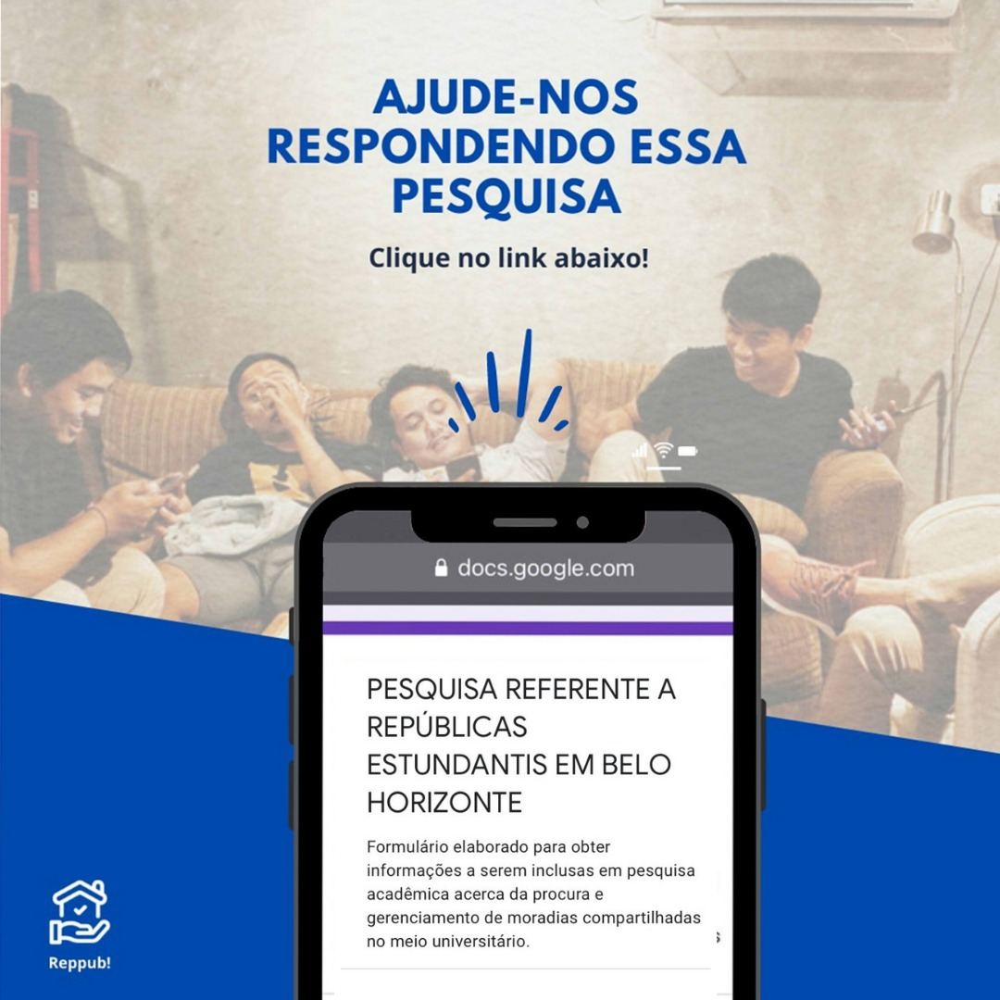 AJUDE-NOS
RESPONDENDO ESSA
PESQUISA
Clique no link abaixo!
docs.google.com
PESQUISA REFERENTE A
REPÚBLICAS
ESTUNDANTIS EM BELO
HORIZONTE
Formulário elaborado para obter
informações a serem inclusas em pesquisa
acadêmica acerca da procura e
gerenciamento de moradias compartilhadas
no meio universitário.
Reppub!